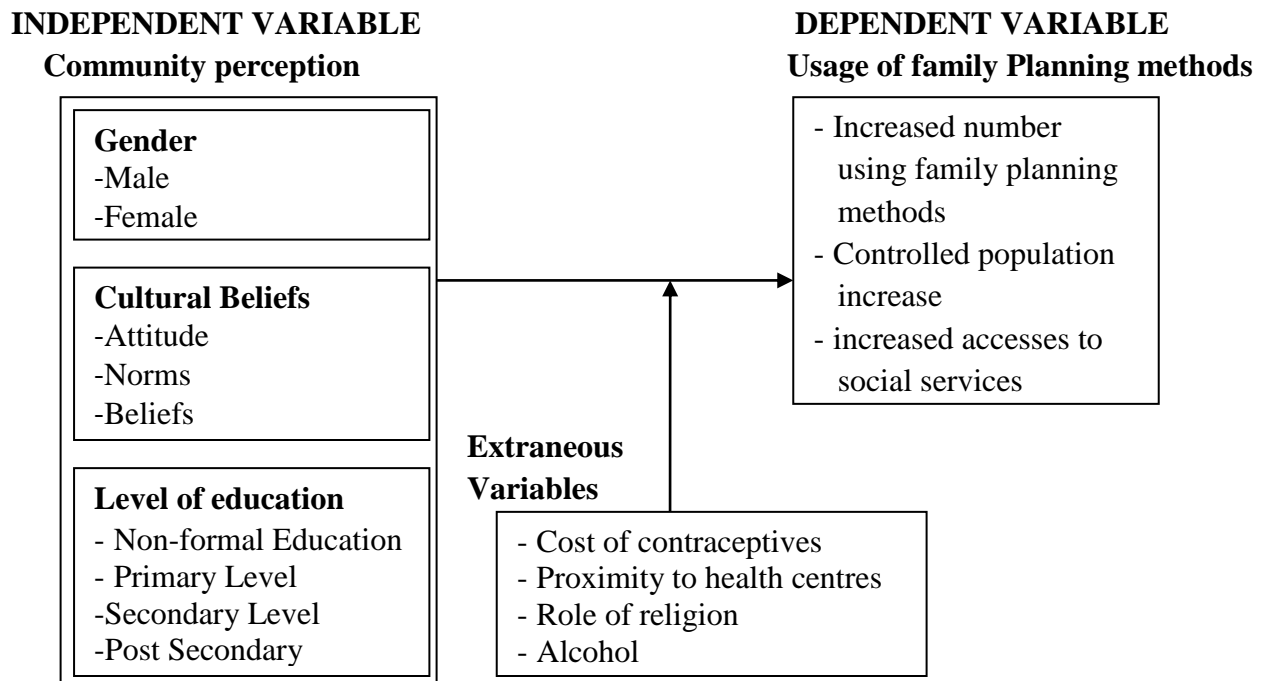 INDEPENDENT VARIABLE
Community perception
Gender
-Male
-Female
Cultural Beliefs
-Attitude
-Norms
-Beliefs
Level of education
- Non-formal Education
- Primary Level
-Secondary Level
-Post Secondary
Extraneous
Variables
- Cost of contraceptives
- Proximity to health centres
- Role of religion
- Alcohol
DEPENDENT VARIABLE
Usage of family Planning methods
- Increased number
using family planning
methods
- Controlled population
increase
- increased accesses to
social services